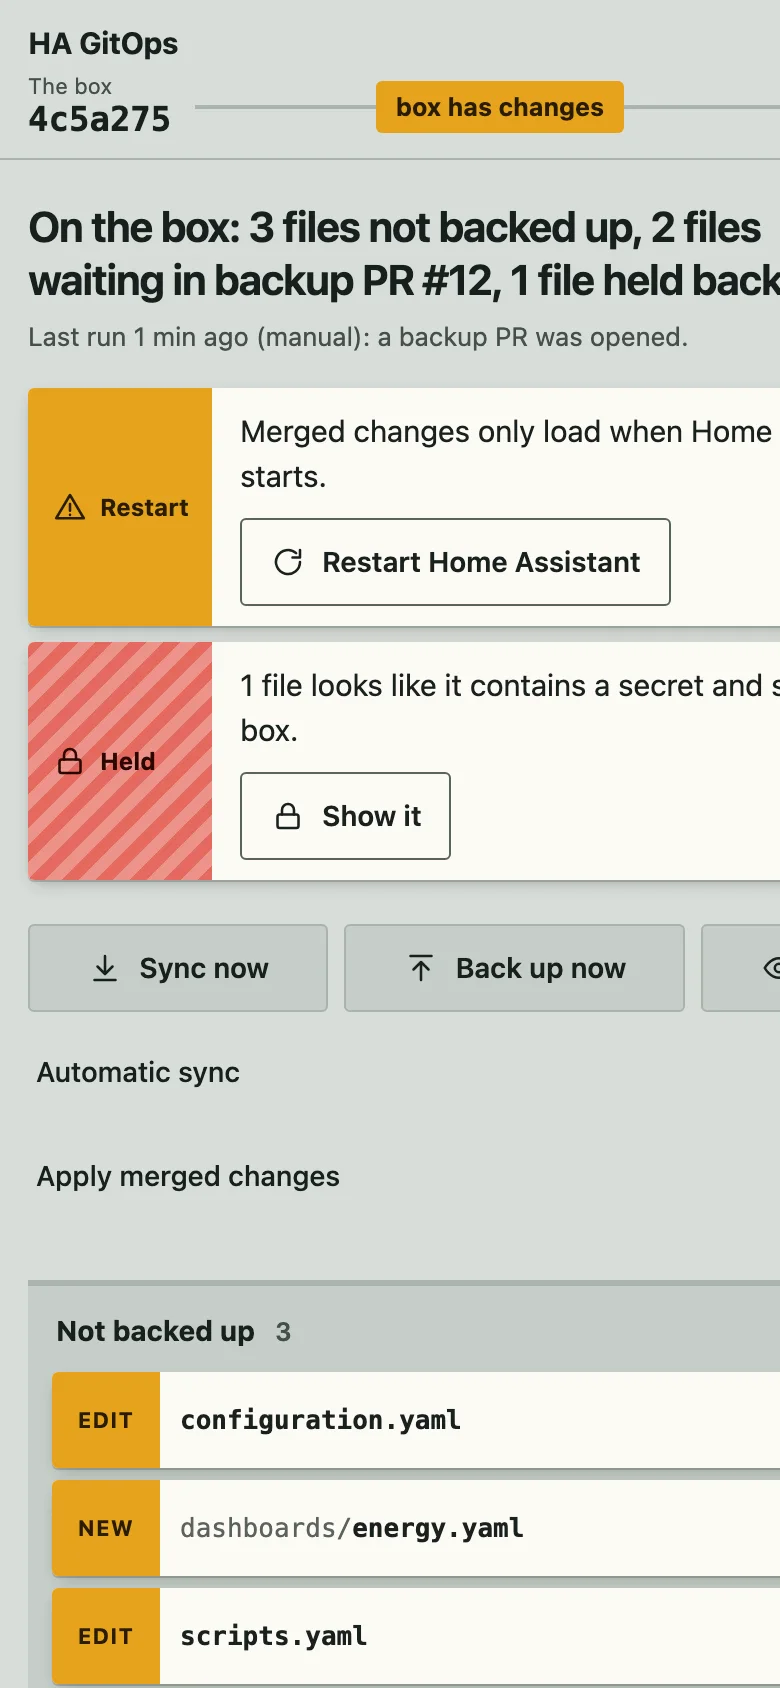 HA GitOps
The box
4c5a275
box has changes
On the box: 3 files not backed up, 2 files
waiting in backup PR #12, 1 file held back
Last run 1 min ago (manual): a backup PR was opened.
Restart
Merged changes only load when Home
starts.
Restart Home Assistant
Held
1 file looks like it contains a secret and s
box.
Show it
Sync now
Back up now
Automatic sync
Apply merged changes
Not backed up 3
EDIT configuration.yaml
NEW dashboards/energy.yaml
EDIT scripts.yaml